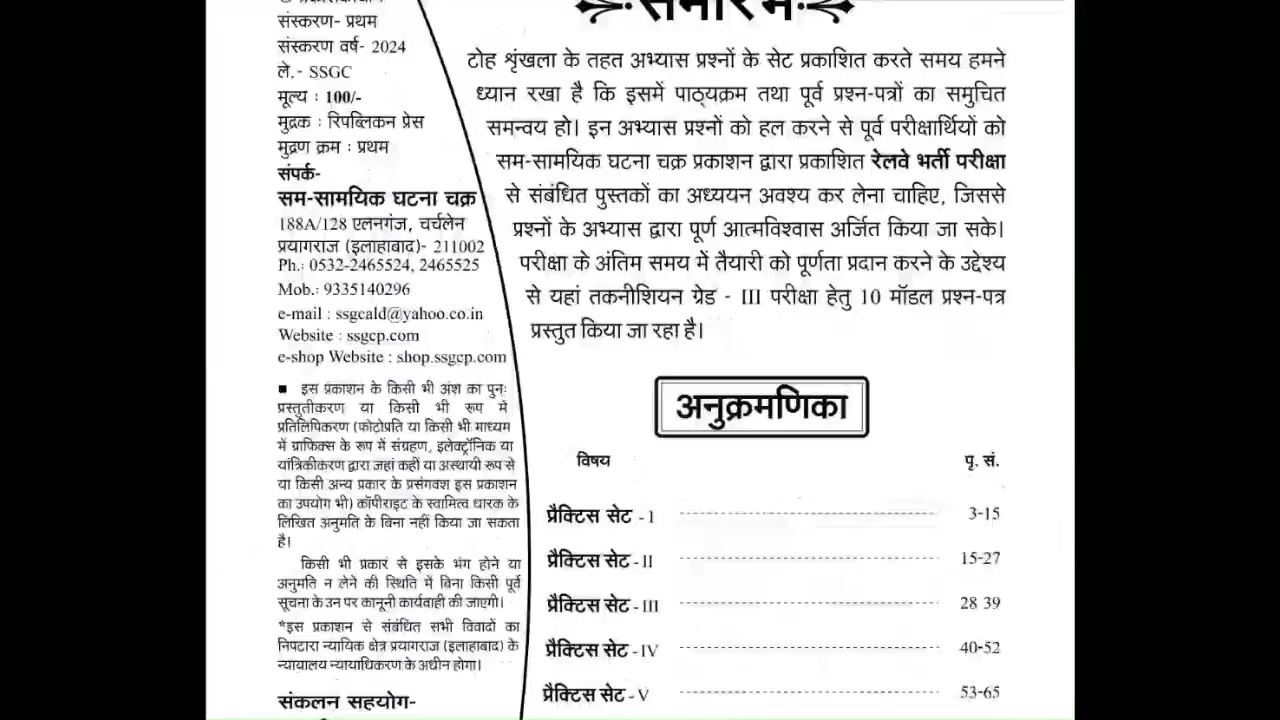 संस्करण- प्रथम
संस्करण वर्ष- 2024
ले.- SSGC
मूल्य : 100/-
मुद्रक : रिपब्लिकन प्रेस
मुद्रण क्रम : प्रथम
संपर्क-
सम-सामयिक घटना चक्र
188A/128 एलनगंज, चर्चलेन
प्रयागराज (इलाहाबाद)- 211002
Ph.: 0532-2465524, 2465525
Mob.: 9335140296
e-mail : ssgcald@yahoo.co.in
Website : ssgcp.com
e-shop Website : shop.ssgcp.com
■ इस प्रकाशन के किसी भी अंश का पुनः
प्रस्तुतीकरण या किसी भी रूप में
प्रतिलिपिकरण (फोटोप्रति या किसी भी माध्यम
में ग्राफिक्स के रूप में संग्रहण, इलेक्ट्रॉनिक या
यांत्रिकीकरण द्वारा जहां कहीं या अस्थायी रूप से
या किसी अन्य प्रकार के प्रसंगवश इस प्रकाशन
का उपयोग भी) कॉपीराइट के स्वामित्व धारक के
लिखित अनुमति के बिना नहीं किया जा सकता
है।
किसी भी प्रकार से इसके भंग होने या
अनुमति न लेने की स्थिति में बिना किसी पूर्व
सूचना के उन पर कानूनी कार्यवाही की जाएगी।
*इस प्रकाशन से संबंधित सभी विवादों का
निपटारा न्यायिक क्षेत्र प्रयागराज (इलाहाबाद) के
न्यायालय न्यायाधिकरण के अधीन होगा।
संकलन सहयोग-
टोह श्रृंखला के तहत अभ्यास प्रश्नों के सेट प्रकाशित करते समय हमने
ध्यान रखा है कि इसमें पाठ्यक्रम तथा पूर्व प्रश्न-पत्रों का समुचित
समन्वय हो। इन अभ्यास प्रश्नों को हल करने से पूर्व परीक्षार्थियों को
सम-सामयिक घटना चक्र प्रकाशन द्वारा प्रकाशित रेलवे भर्ती परीक्षा
से संबंधित पुस्तकों का अध्ययन अवश्य कर लेना चाहिए, जिससे
प्रश्नों के अभ्यास द्वारा पूर्ण आत्मविश्वास अर्जित किया जा सके।
परीक्षा के अंतिम समय में तैयारी को पूर्णता प्रदान करने के उद्देश्य
से यहां तकनीशियन ग्रेड - III परीक्षा हेतु 10 मॉडल प्रश्न-पत्र
प्रस्तुत किया जा रहा है।
अनुक्रमणिका
विषय पृ. सं.
प्रैक्टिस सेट - I 3-15
प्रैक्टिस सेट - II 15-27
प्रैक्टिस सेट - III 28 39
प्रैक्टिस सेट - IV 40-52
प्रैक्टिस सेट - V 53-65